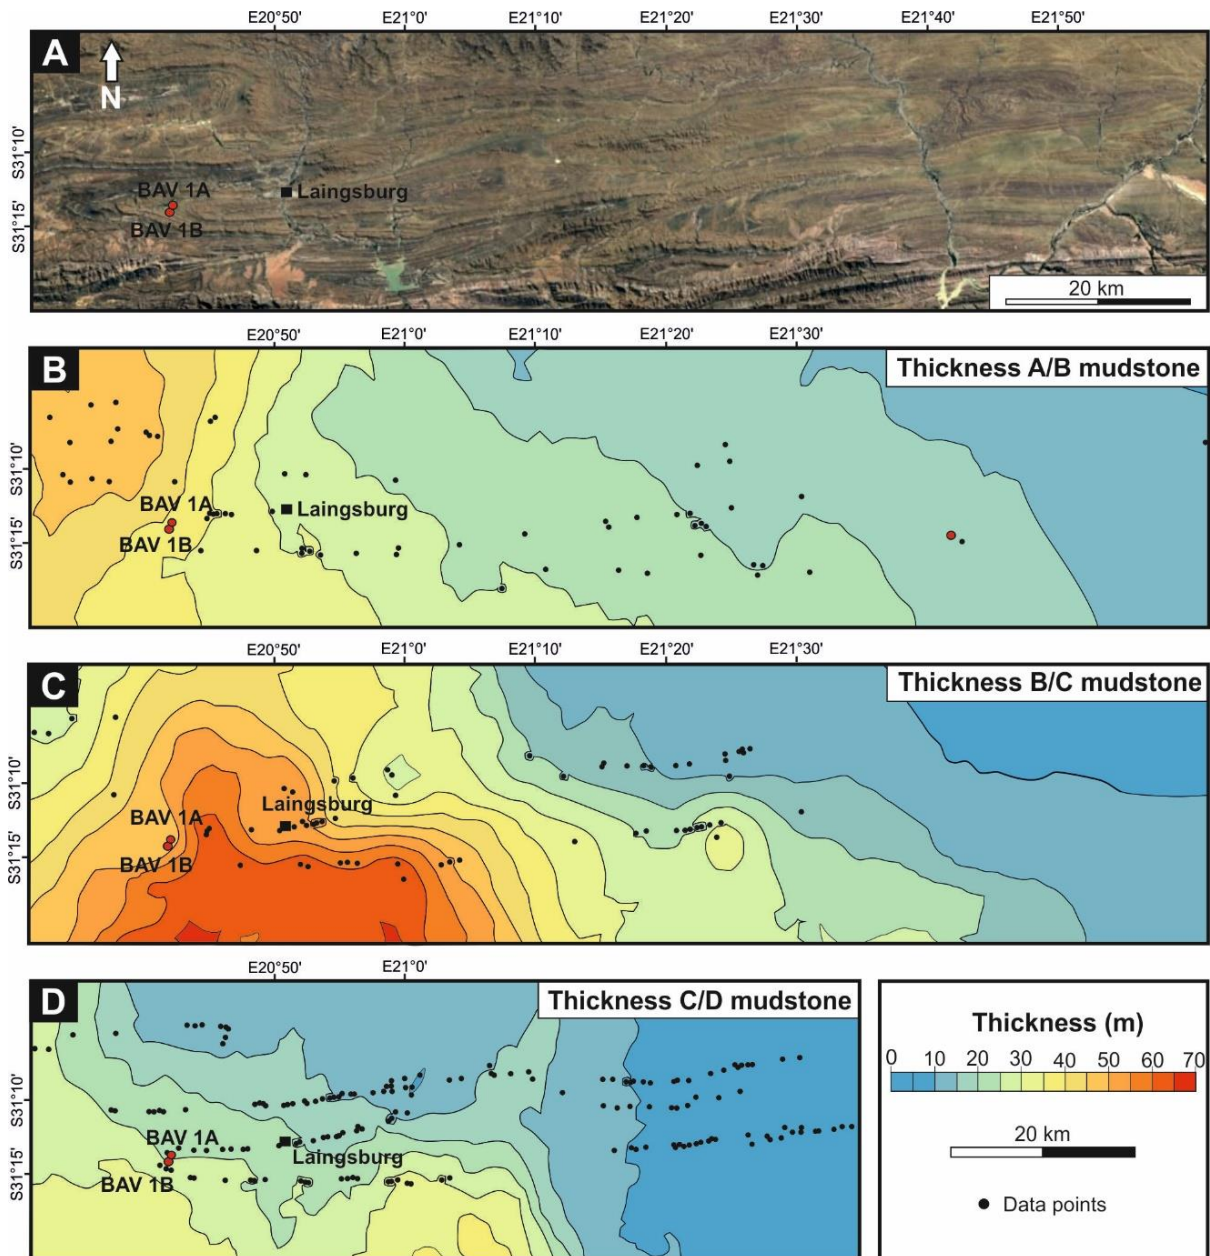 E20°50' E21°0' E21°10' E21°20' E21°40' E21°50'
A
N
S31°10'
S31°15'
BAV 1A
Laingsburg
BAV 1B
20 km
E20°50' E21°0' E21°10' E21°20' E21°30'
B
Thickness A/B mudstone
S31°10'
S31°15'
BAV 1A
Laingsburg
BAV 1B
E20°50' E21°0' E21°10' E21°20' E21°30'
C
Thickness B/C mudstone
S31°10'
S31°15'
Laingsburg
BAV 1A
BAV 1B
E20°50' E21°0'
D
Thickness C/D mudstone
S31°10'
S31°15'
BAV 1A
Laingsburg
BAV 1B
Thickness (m)
0 10 20 30 40 50 60 70
20 km
Data points